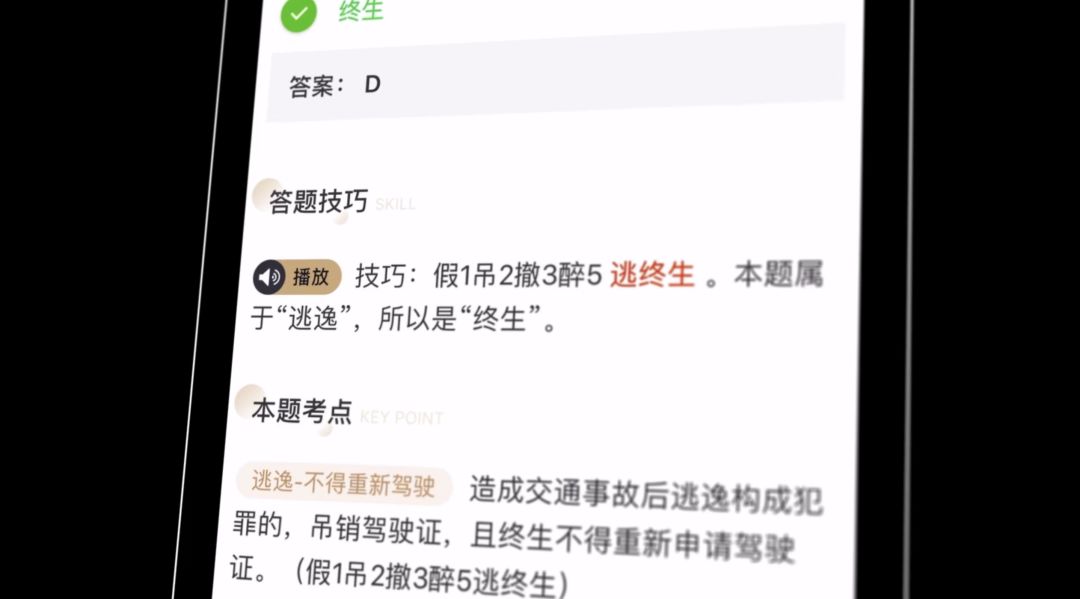 终生
答案： D
答题技巧 SKILL
播放 技巧：假1吊2撤3醉5 逃终生 。本题属
于“逃逸”，所以是“终生”。
本题考点 KEY POINT
逃逸-不得重新驾驶 造成交通事故后逃逸构成犯
罪的，吊销驾驶证，且终生不得重新申请驾驶
证。（假1吊2撤3醉5逃终生）